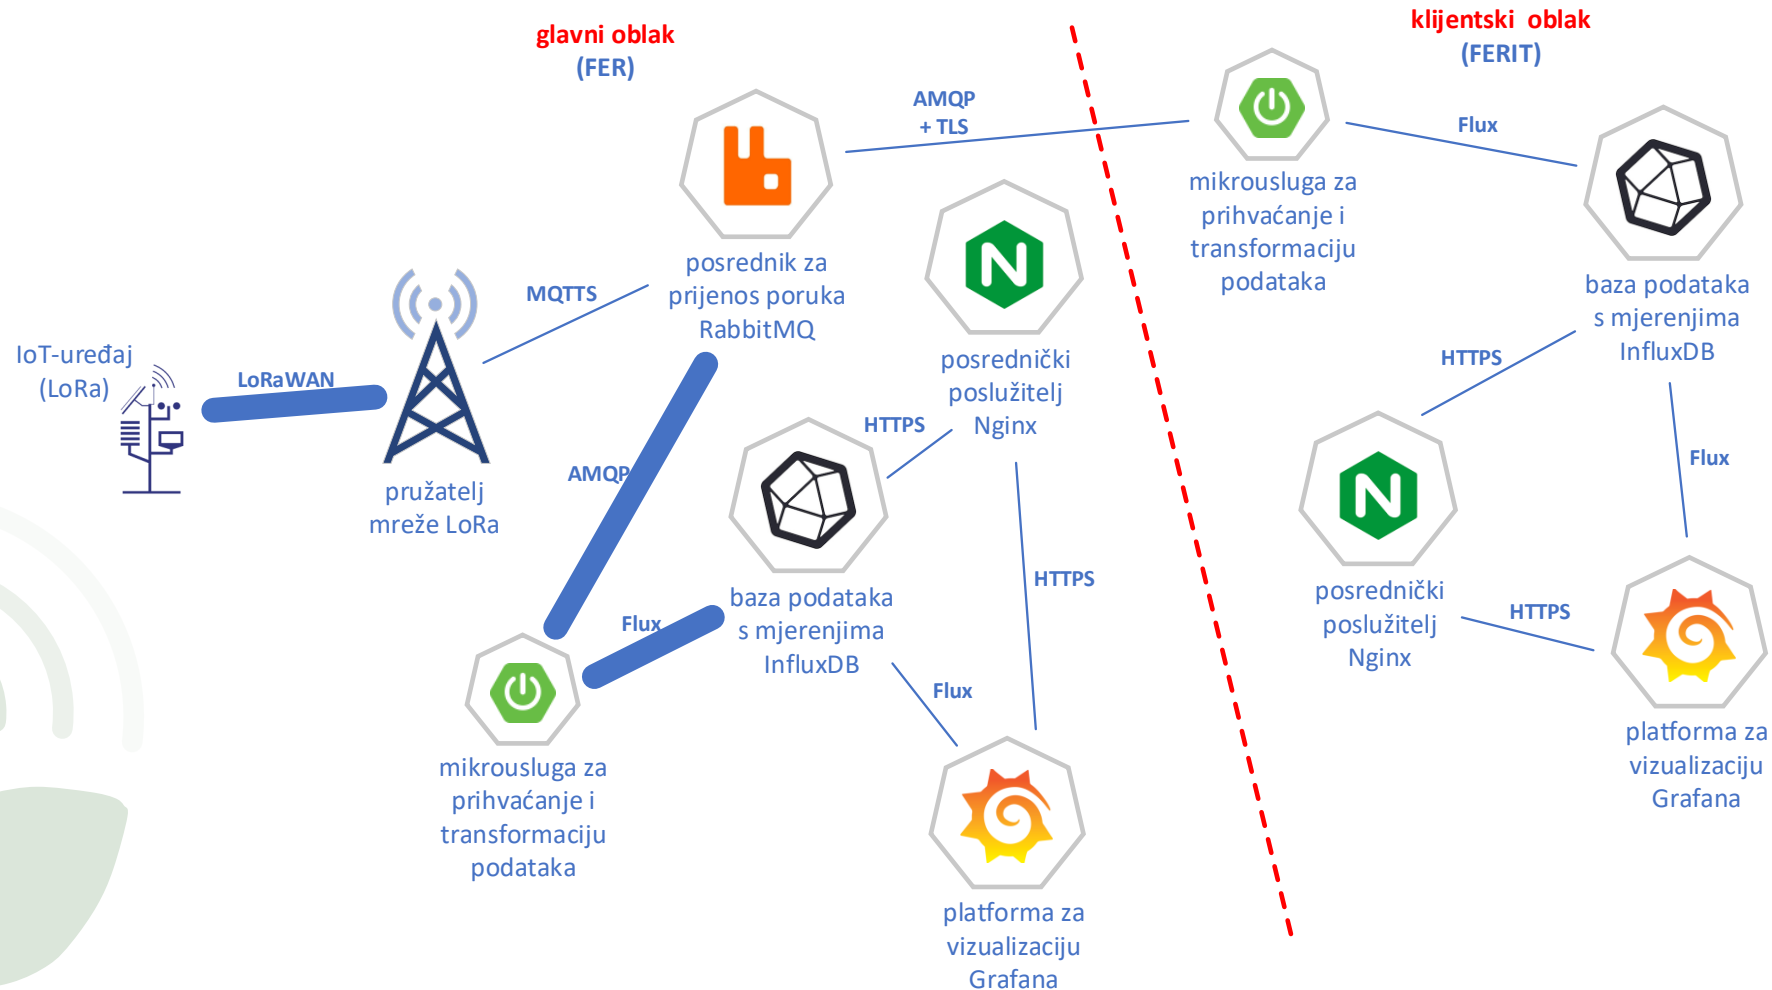 glavni oblak
(FER)
klijentski  oblak
(FERIT)
AMQP
+ TLS
Flux
mikrousluga za
prihvaćanje i
transformaciju
podataka
posrednik za
prijenos poruka
RabbitMQ
MQTTS
baza podataka
s mjerenjima
InfluxDB
IoT-uređaj
(LoRa)
LoRaWAN
posrednički
poslužitelj
Nginx
HTTPS
HTTPS
AMQP
pružatelj
mreže LoRa
Flux
HTTPS
baza podataka
s mjerenjima
InfluxDB
Flux
Flux
posrednički
poslužitelj
Nginx
HTTPS
mikrousluga za
prihvaćanje i
transformaciju
podataka
platforma za
vizualizaciju
Grafana
platforma za
vizualizaciju
Grafana